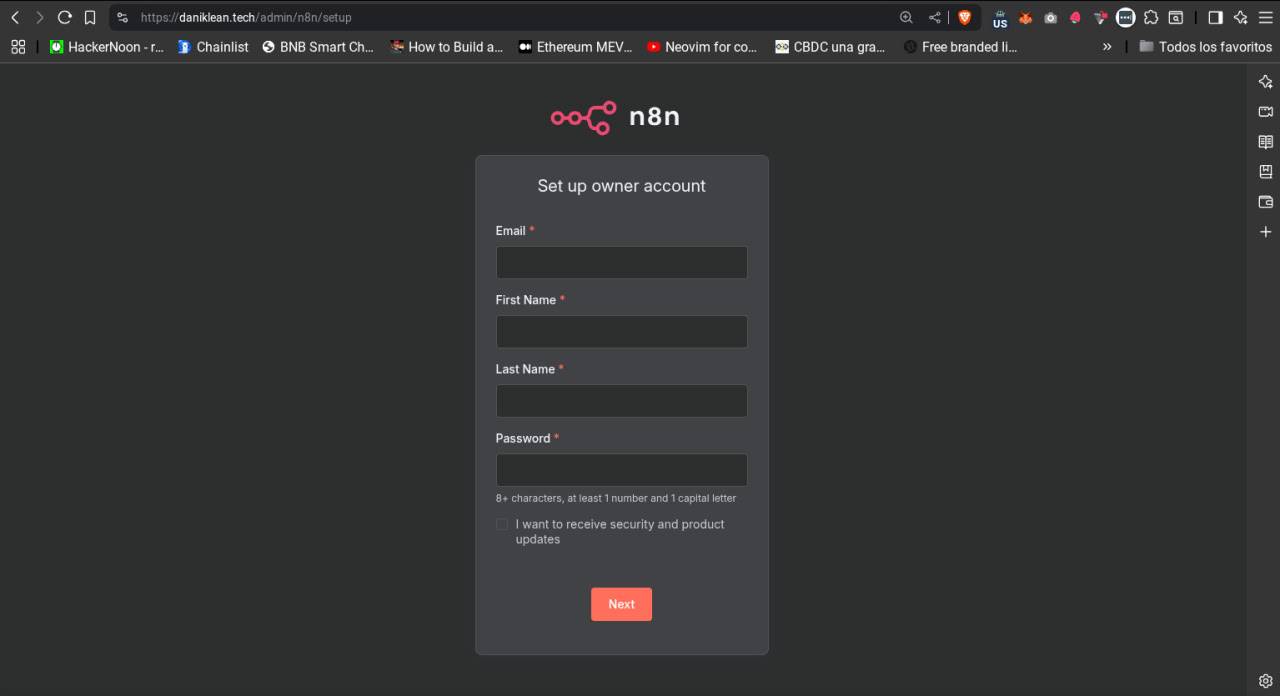 https://daniklean.tech/admin/n8n/setup
US
HackerNoon - r...
Chainlist
BNB Smart Ch...
How to Build a...
Ethereum MEV...
Neovim for co...
CBDC una gra...
Free branded li...
»
Todos los favoritos
n8n
Set up owner account
Email *
First Name *
Last Name *
Password *
8+ characters, at least 1 number and 1 capital letter
I want to receive security and product
updates
Next